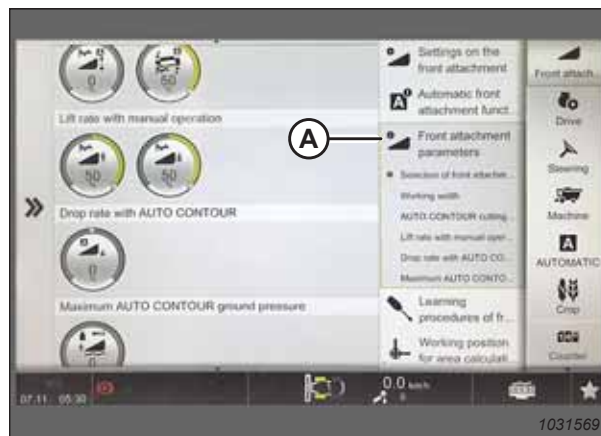 0
50
Lift rate with manual operation
50
50
Drop rate with AUTO CONTOUR
0
Maximum AUTO CONTOUR ground pressure
Settings on the
front attachment
Automatic front
attachment funct
A
Front attachment
parameters
Selection of front attachm...
Working width
AUTO CONTOUR cutting
Lift rate with manual oper...
Drop rate with AUTO CO...
Maximum AUTO CONTO...
Learning
procedures of fr...
Working position
for area calculati
Front attach...
Drive
Steering
Machine
A
AUTOMATIC
Crop
Counter
07.11 05:30
0.0 km/h
0
1031569